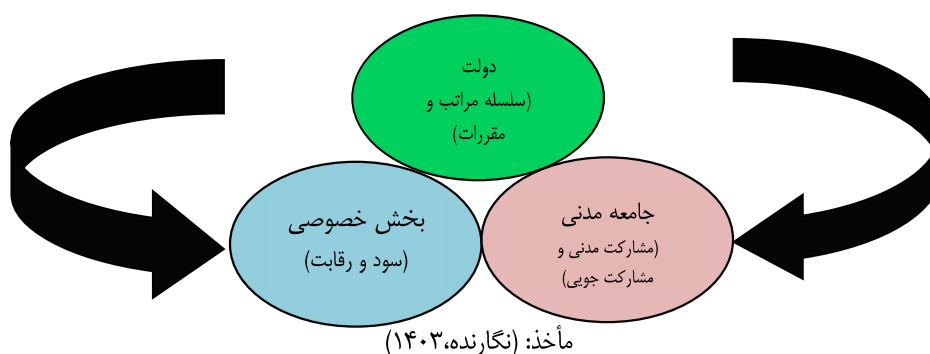 دولت
(سلسله مراتب و
مقررات)
جامعه مدنی
(مشارکت مدنی و
مشارکت جویی)
بخش خصوصی
(سود و رقابت)
مأخذ: (نگارنده،۱۴۰۳)